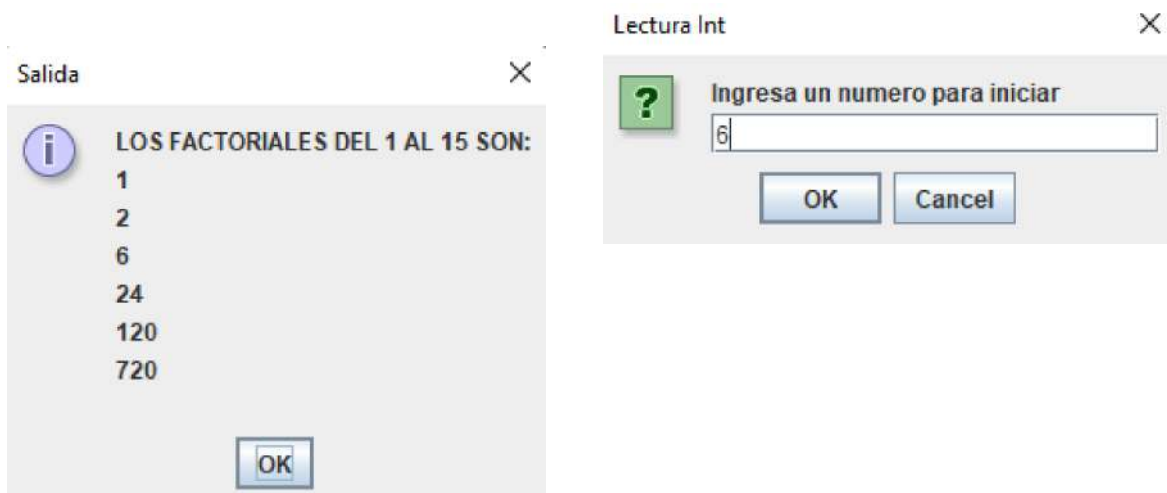 Salida
LOS FACTORIALES DEL 1 AL 15 SON:
1
2
6
24
120
720
OK
Lectura Int
?
Ingresa un numero para iniciar
6
OK
Cancel